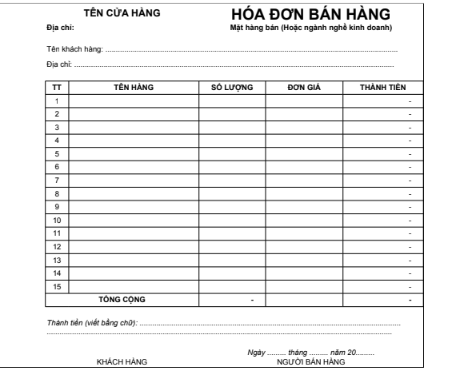 TÊN CỬA HÀNG HÓA ĐƠN BÁN HÀNG
Địa chỉ: Mặt hàng bán (Hoặc ngành nghề kinh doanh)
Tên khách hàng: ................................................................
Địa chỉ: ................................................................
TT TÊN HÀNG SỐ LƯỢNG ĐƠN GIÁ THÀNH TIỀN
1 -
2 -
3 -
4 -
5 -
6 -
7 -
8 -
9 -
10 -
11 -
12 -
13 -
14 -
15 -
TỔNG CỘNG - -
Thành tiền (viết bằng chữ): ................................................................
................................................................
Ngày ......... tháng ......... năm 20.........
KHÁCH HÀNG NGƯỜI BÁN HÀNG